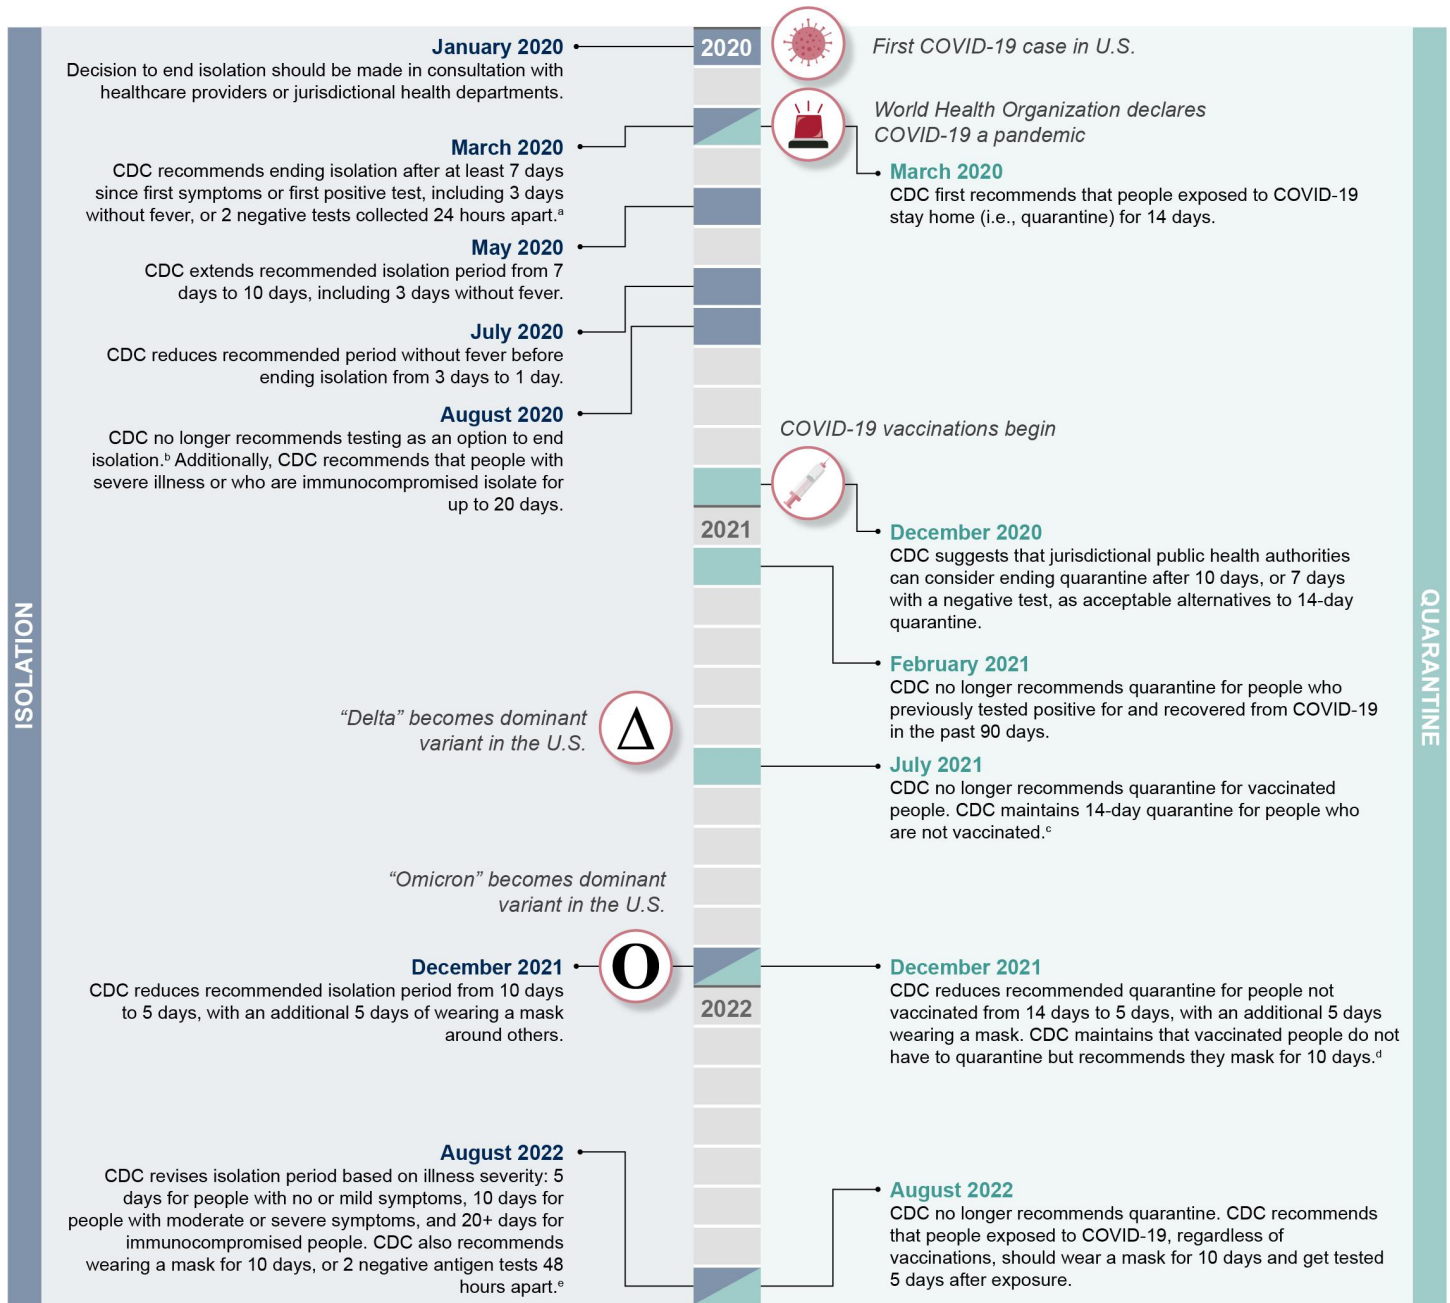 ISOLATION
January 2020
Decision to end isolation should be made in consultation with
healthcare providers or jurisdictional health departments.
2020
First COVID-19 case in U.S.
World Health Organization declares
COVID-19 a pandemic
March 2020
CDC recommends ending isolation after at least 7 days
since first symptoms or first positive test, including 3 days
without fever, or 2 negative tests collected 24 hours apart.ᵃ
March 2020
CDC first recommends that people exposed to COVID-19
stay home (i.e., quarantine) for 14 days.
May 2020
CDC extends recommended isolation period from 7
days to 10 days, including 3 days without fever.
July 2020
CDC reduces recommended period without fever before
ending isolation from 3 days to 1 day.
August 2020
CDC no longer recommends testing as an option to end
isolation.ᵇ Additionally, CDC recommends that people with
severe illness or who are immunocompromised isolate for
up to 20 days.
COVID-19 vaccinations begin
2021
December 2020
CDC suggests that jurisdictional public health authorities
can consider ending quarantine after 10 days, or 7 days
with a negative test, as acceptable alternatives to 14-day
quarantine.
February 2021
CDC no longer recommends quarantine for people who
previously tested positive for and recovered from COVID-19
in the past 90 days.
“Delta” becomes dominant
variant in the U.S.
Δ
July 2021
CDC no longer recommends quarantine for vaccinated
people. CDC maintains 14-day quarantine for people who
are not vaccinated.ᶜ
“Omicron” becomes dominant
variant in the U.S.
O
December 2021
CDC reduces recommended isolation period from 10 days
to 5 days, with an additional 5 days of wearing a mask
around others.
December 2021
CDC reduces recommended quarantine for people not
vaccinated from 14 days to 5 days, with an additional 5 days
wearing a mask. CDC maintains that vaccinated people do not
have to quarantine but recommends they mask for 10 days.ᵈ
2022
August 2022
CDC revises isolation period based on illness severity: 5
days for people with no or mild symptoms, 10 days for
people with moderate or severe symptoms, and 20+ days for
immunocompromised people. CDC also recommends
wearing a mask for 10 days, or 2 negative antigen tests 48
hours apart.ᵉ
August 2022
CDC no longer recommends quarantine. CDC recommends
that people exposed to COVID-19, regardless of
vaccinations, should wear a mask for 10 days and get tested
5 days after exposure.
QUARANTINE